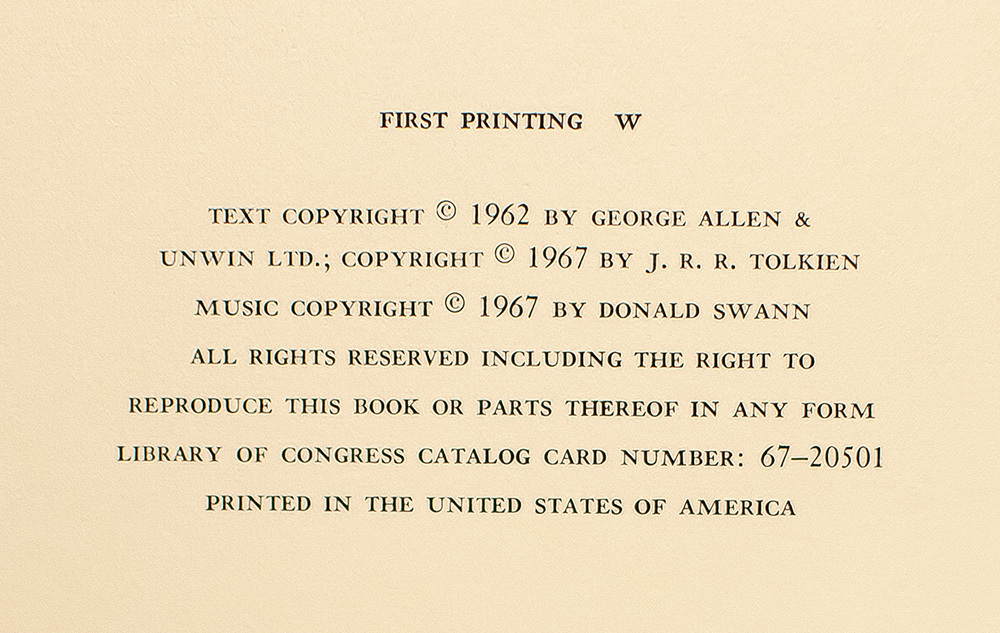 FIRST PRINTING W
TEXT COPYRIGHT © 1962 BY GEORGE ALLEN &
UNWIN LTD.; COPYRIGHT © 1967 BY J. R. R. TOLKIEN
MUSIC COPYRIGHT © 1967 BY DONALD SWANN
ALL RIGHTS RESERVED INCLUDING THE RIGHT TO
REPRODUCE THIS BOOK OR PARTS THEREOF IN ANY FORM
LIBRARY OF CONGRESS CATALOG CARD NUMBER: 67–20501
PRINTED IN THE UNITED STATES OF AMERICA